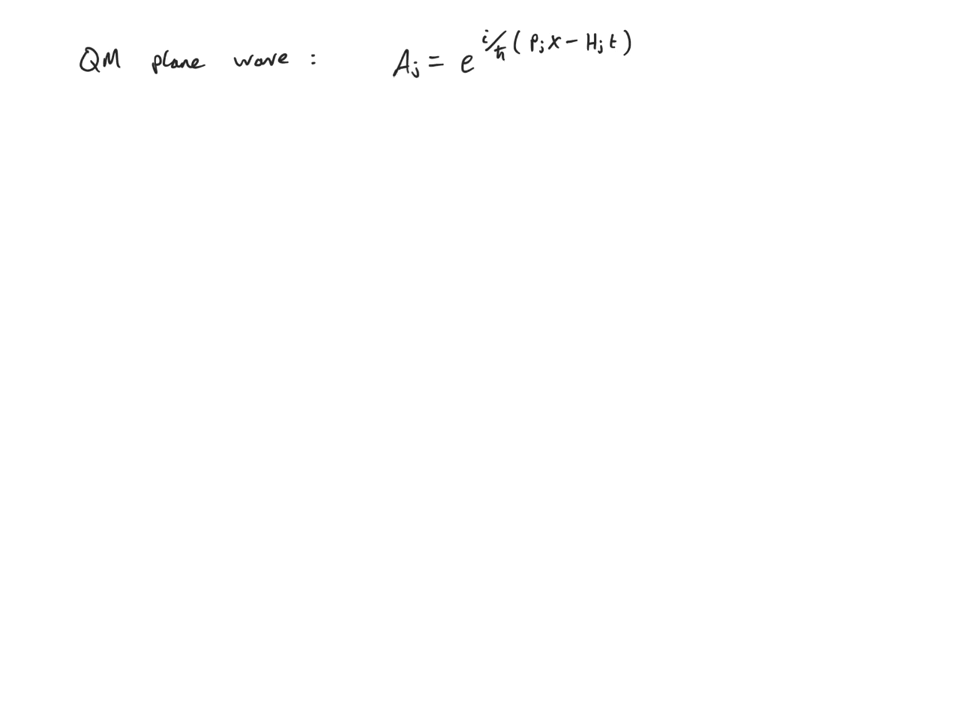 QM plane wave : A_j = e^{i/ħ (P_j x − H_j t)}